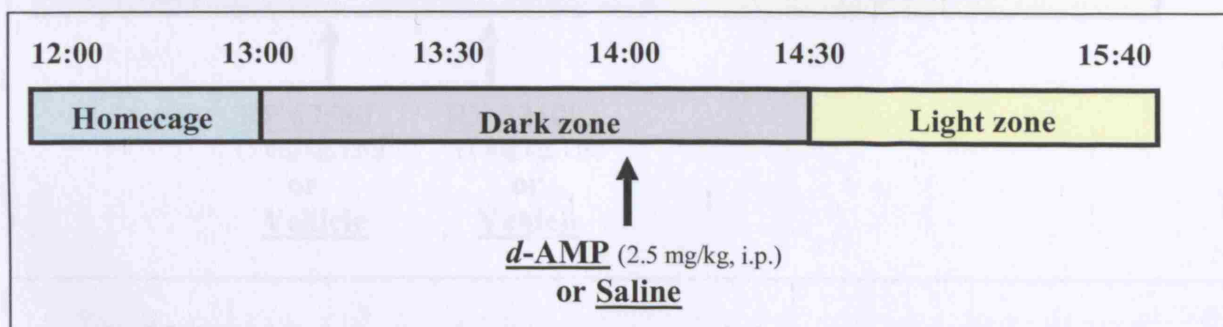 12:00 13:00 13:30 14:00 14:30 15:40
Homecage Dark zone Light zone
d-AMP (2.5 mg/kg, i.p.)
or Saline